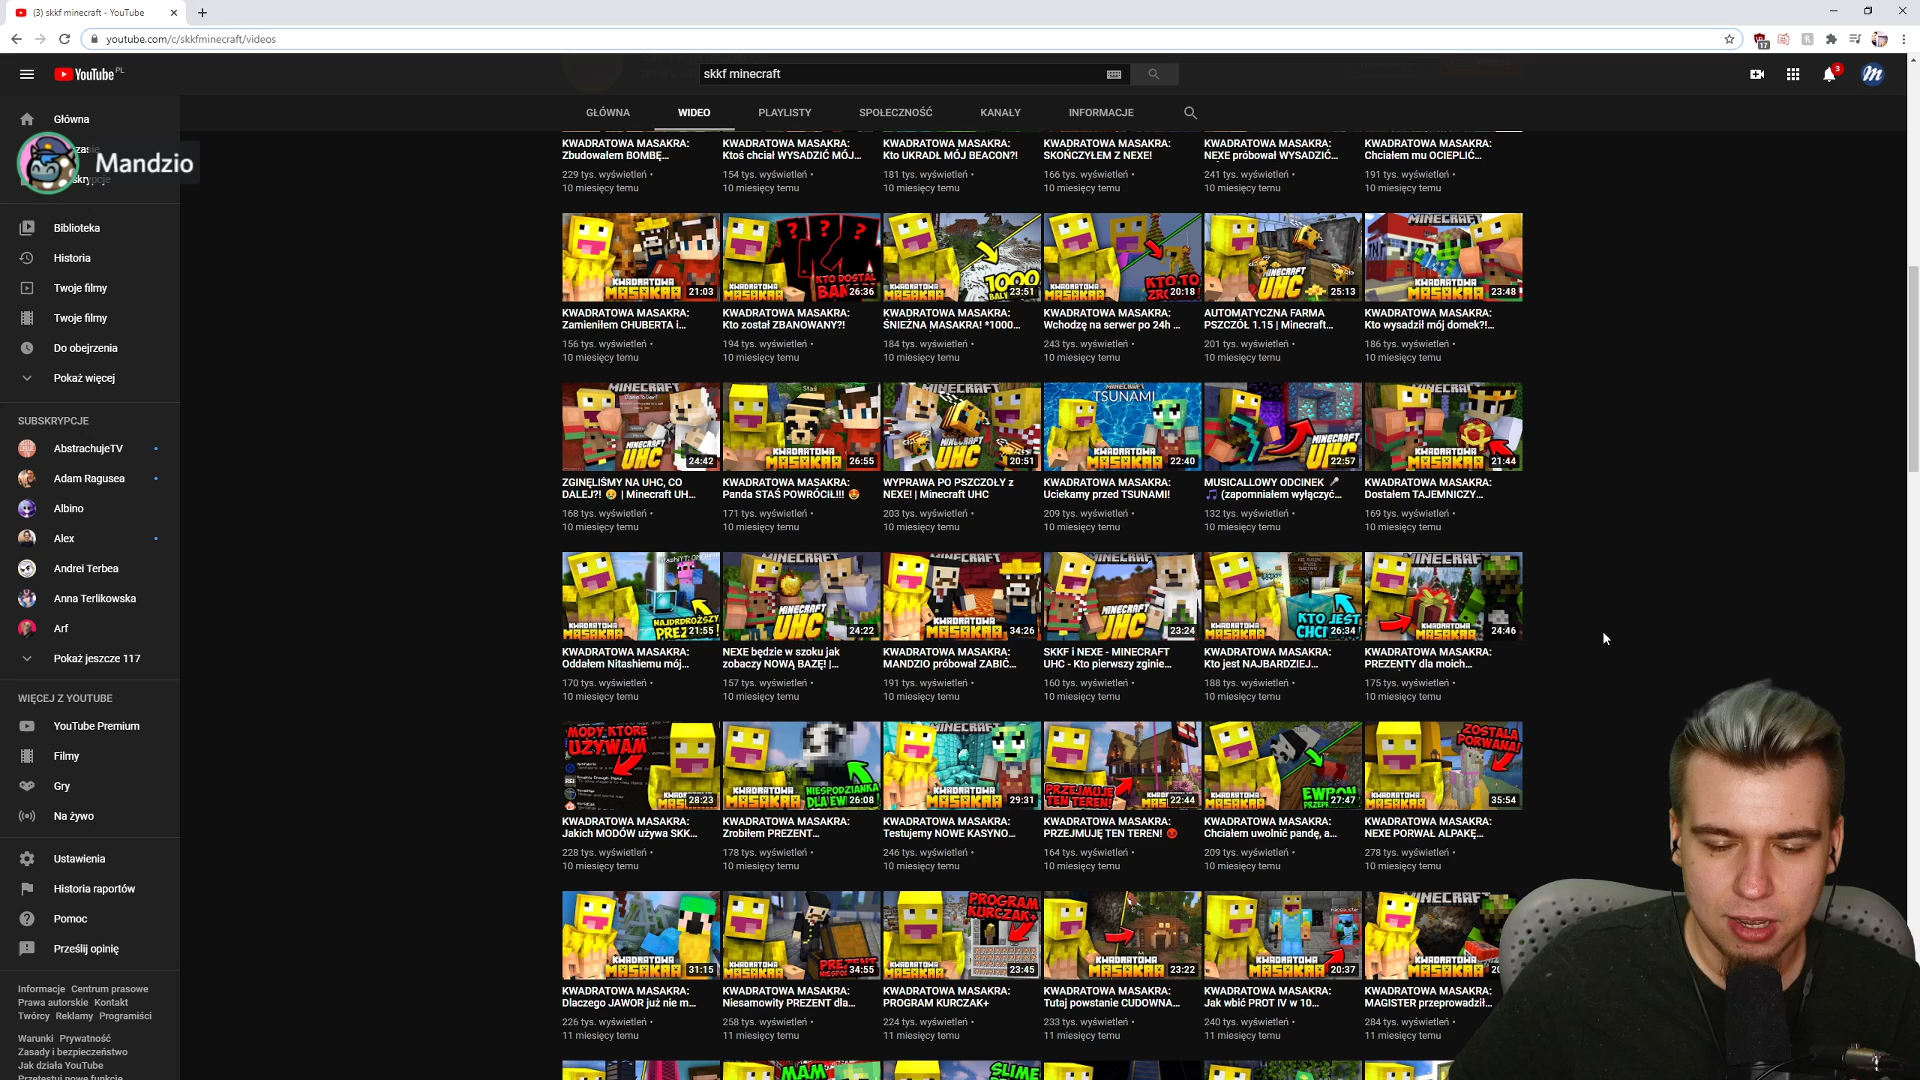 (3) skkf minecraft - YouTube
youtube.com/c/skkfminecraft/videos
17
YouTube PL
skkf minecraft
3
GŁÓWNA WIDEO PLAYLISTY SPOŁECZNOŚĆ KANAŁY INFORMACJE
Główna
Mandzio
Biblioteka
Historia
Twoje filmy
Twoje filmy
Do obejrzenia
Pokaż więcej
SUBSKRYPCJE
AbstrachujeTV
Adam Ragusea
Albino
Alex
Andrei Terbea
Anna Terlikowska
Arf
Pokaż jeszcze 117
WIĘCEJ Z YOUTUBE
YouTube Premium
Filmy
Gry
Na żywo
Ustawienia
Historia raportów
Pomoc
Prześlij opinię
Informacje Centrum prasowe
Prawa autorskie Kontakt
Twórcy Reklamy Programiści
Warunki Prywatność
Zasady i bezpieczeństwo
Jak działa YouTube
Przetestuj nowe funkcje
KWADRATOWA MASAKRA: Zbudowałem BOMBĘ...
229 tys. wyświetleń •
10 miesięcy temu
KWADRATOWA MASAKRA: Ktoś chciał WYSADZIĆ MÓJ...
154 tys. wyświetleń •
10 miesięcy temu
KWADRATOWA MASAKRA: Kto UKRADŁ MÓJ BEACON?!
181 tys. wyświetleń •
10 miesięcy temu
KWADRATOWA MASAKRA: SKOŃCZYŁEM Z NEXE!
166 tys. wyświetleń •
10 miesięcy temu
KWADRATOWA MASAKRA: NEXE próbował WYSADZIĆ...
241 tys. wyświetleń •
10 miesięcy temu
KWADRATOWA MASAKRA: Chciałem mu OCIEPLIĆ...
191 tys. wyświetleń •
10 miesięcy temu
21:03
KWADRATOWA MASAKRA: Zamieniłem CHUBERTA i...
156 tys. wyświetleń •
10 miesięcy temu
26:36
KWADRATOWA MASAKRA: Kto został ZBANOWANY?!
194 tys. wyświetleń •
10 miesięcy temu
23:51
KWADRATOWA MASAKRA: ŚNIEŻNA MASAKRA! *1000...
184 tys. wyświetleń •
10 miesięcy temu
20:18
KWADRATOWA MASAKRA: Wchodzę na serwer po 24h ...
243 tys. wyświetleń •
10 miesięcy temu
25:13
AUTOMATYCZNA FARMA PSZCZÓŁ 1.15 | Minecraft...
201 tys. wyświetleń •
10 miesięcy temu
23:48
KWADRATOWA MASAKRA: Kto wysadził mój domek?!...
186 tys. wyświetleń •
10 miesięcy temu
24:42
ZGINĘLIŚMY NA UHC, CO DALEJ?! 😢 | Minecraft UH...
168 tys. wyświetleń •
10 miesięcy temu
26:55
KWADRATOWA MASAKRA: Panda STAŚ POWRÓCIŁ!!! 😍
171 tys. wyświetleń •
10 miesięcy temu
20:51
WYPRAWA PO PSZCZOŁY z NEXE! | Minecraft UHC
203 tys. wyświetleń •
10 miesięcy temu
22:40
KWADRATOWA MASAKRA: Uciekamy przed TSUNAMI!
209 tys. wyświetleń •
10 miesięcy temu
22:57
MUSICALLOWY ODCINEK 🎤 🎵 (zapomniałem wyłączyć...
132 tys. wyświetleń •
10 miesięcy temu
21:44
KWADRATOWA MASAKRA: Dostałem TAJEMNICZY...
169 tys. wyświetleń •
10 miesięcy temu
21:55
KWADRATOWA MASAKRA: Oddałem Nitashiemu mój...
170 tys. wyświetleń •
10 miesięcy temu
24:22
NEXE będzie w szoku jak zobaczy NOWĄ BAZĘ! |...
157 tys. wyświetleń •
10 miesięcy temu
34:26
KWADRATOWA MASAKRA: MANDZIO próbował ZABIĆ...
191 tys. wyświetleń •
10 miesięcy temu
23:24
SKKF i NEXE - MINECRAFT UHC - Kto pierwszy zginie...
160 tys. wyświetleń •
10 miesięcy temu
26:34
KWADRATOWA MASAKRA: Kto jest NAJBARDZIEJ...
188 tys. wyświetleń •
10 miesięcy temu
24:46
KWADRATOWA MASAKRA: PREZENTY dla moich...
175 tys. wyświetleń •
10 miesięcy temu
MODY KTÓRE UŻYWAM
28:23
KWADRATOWA MASAKRA: Jakich MODÓW używa SKK...
228 tys. wyświetleń •
10 miesięcy temu
26:08
KWADRATOWA MASAKRA: Zrobiłem PREZENT...
178 tys. wyświetleń •
10 miesięcy temu
29:31
KWADRATOWA MASAKRA: Testujemy NOWE KASYNO...
246 tys. wyświetleń •
10 miesięcy temu
PRZEJMUJE TEN TEREN!
22:44
KWADRATOWA MASAKRA: PRZEJMUJĘ TEN TEREN! 😡
164 tys. wyświetleń •
10 miesięcy temu
27:47
KWADRATOWA MASAKRA: Chciałem uwolnić pandę, a...
209 tys. wyświetleń •
10 miesięcy temu
ZOSTAŁA PORWANA!
35:54
KWADRATOWA MASAKRA: NEXE PORWAŁ ALPAKĘ...
278 tys. wyświetleń •
10 miesięcy temu
31:15
KWADRATOWA MASAKRA: Dlaczego JAWOR już nie m...
226 tys. wyświetleń •
11 miesięcy temu
34:55
KWADRATOWA MASAKRA: Niesamowity PREZENT dla...
258 tys. wyświetleń •
11 miesięcy temu
PROGRAM KURCZAK+
23:45
KWADRATOWA MASAKRA: PROGRAM KURCZAK+
224 tys. wyświetleń •
11 miesięcy temu
23:22
KWADRATOWA MASAKRA: Tutaj powstanie CUDOWNA...
233 tys. wyświetleń •
11 miesięcy temu
20:37
KWADRATOWA MASAKRA: Jak wbić PROT IV w 10...
240 tys. wyświetleń •
11 miesięcy temu
KWADRATOWA MASAKRA: MAGISTER przeprowadził...
284 tys. wyświetleń •
11 miesięcy temu